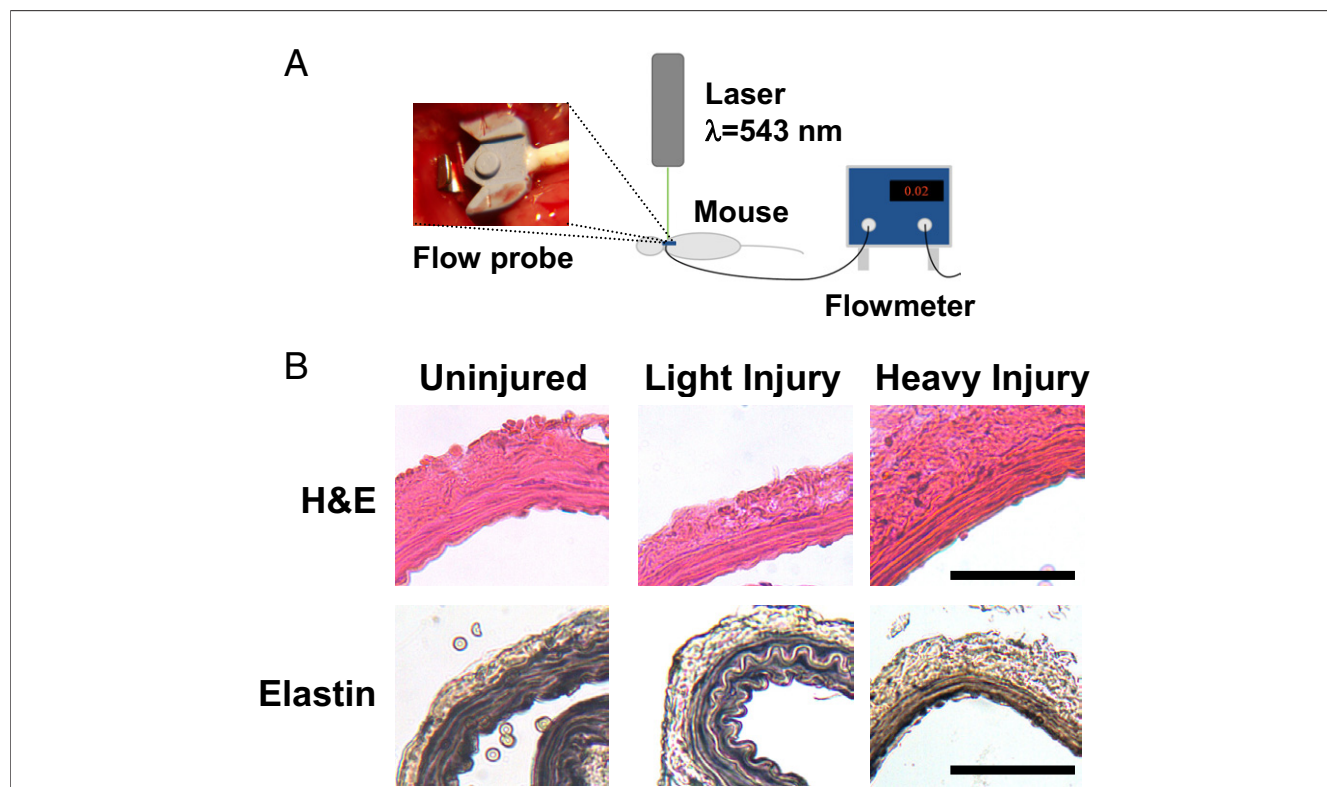 A
Laser
λ=543 nm
0.02
Mouse
Flow probe
Flowmeter
B
Uninjured Light Injury Heavy Injury
H&E
Elastin